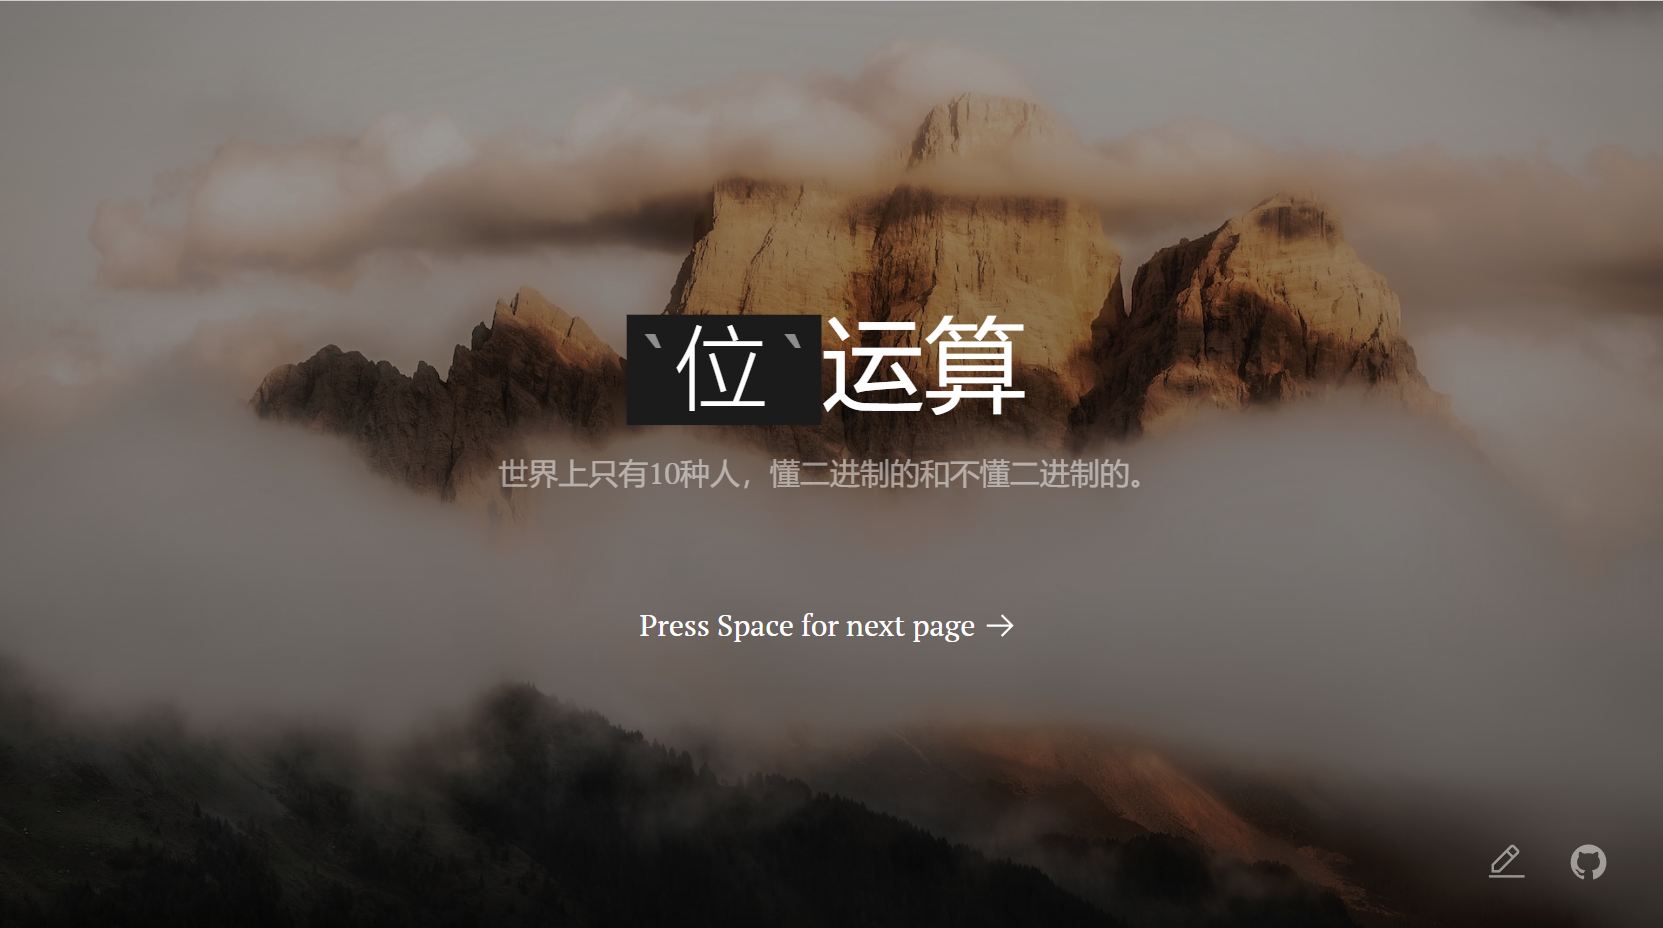 `位`运算
世界上只有10种人，懂二进制的和不懂二进制的。
Press Space for next page →